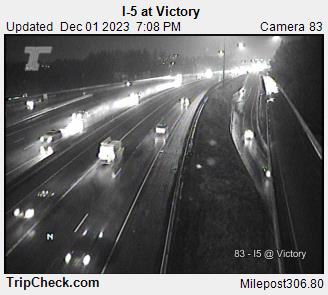 I-5 at Victory
Updated Dec 01 2023 7:08 PM Camera 83
T
N
83 - I5 @ Victory
TripCheck.com Milepost306.80